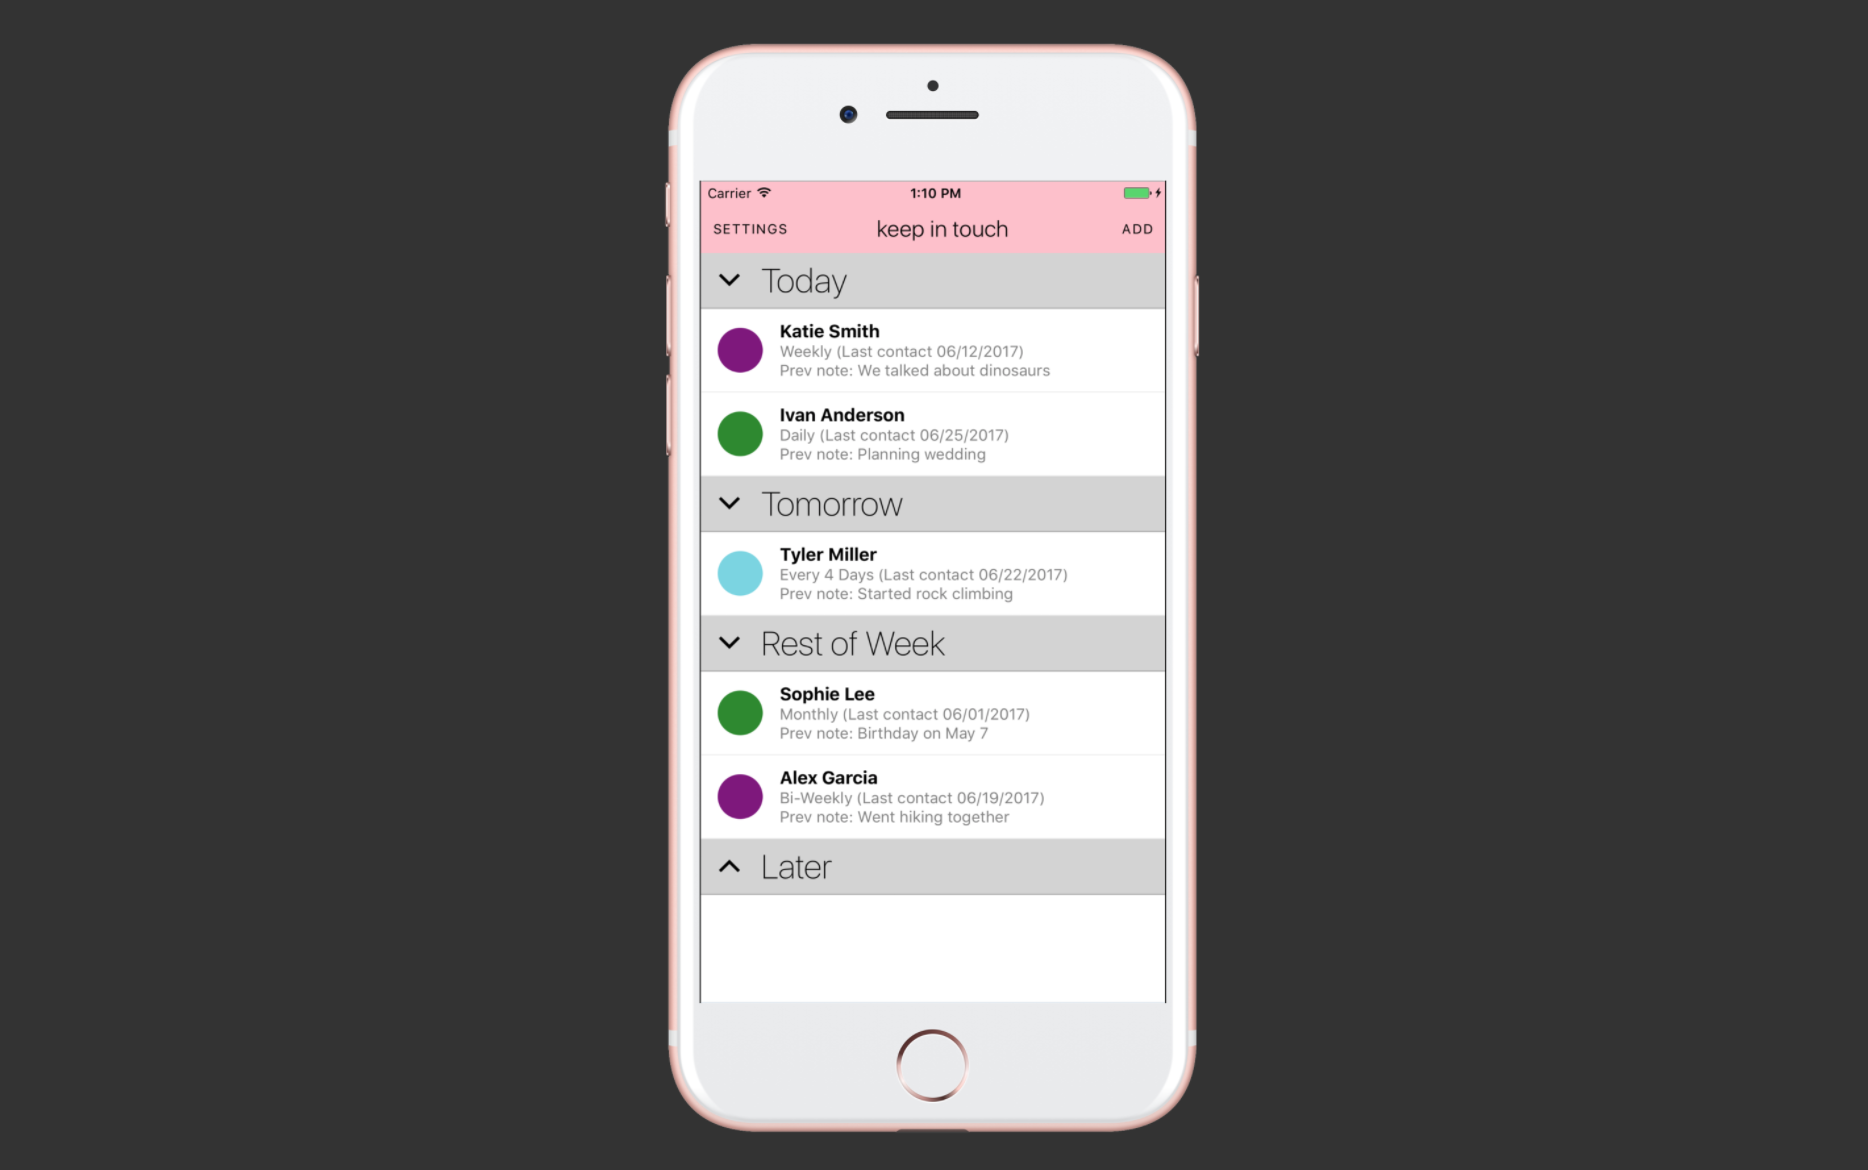 Carrier 1:10 PM
SETTINGS keep in touch ADD
Today
Katie Smith
Weekly (Last contact 06/12/2017)
Prev note: We talked about dinosaurs
Ivan Anderson
Daily (Last contact 06/25/2017)
Prev note: Planning wedding
Tomorrow
Tyler Miller
Every 4 Days (Last contact 06/22/2017)
Prev note: Started rock climbing
Rest of Week
Sophie Lee
Monthly (Last contact 06/01/2017)
Prev note: Birthday on May 7
Alex Garcia
Bi-Weekly (Last contact 06/19/2017)
Prev note: Went hiking together
Later